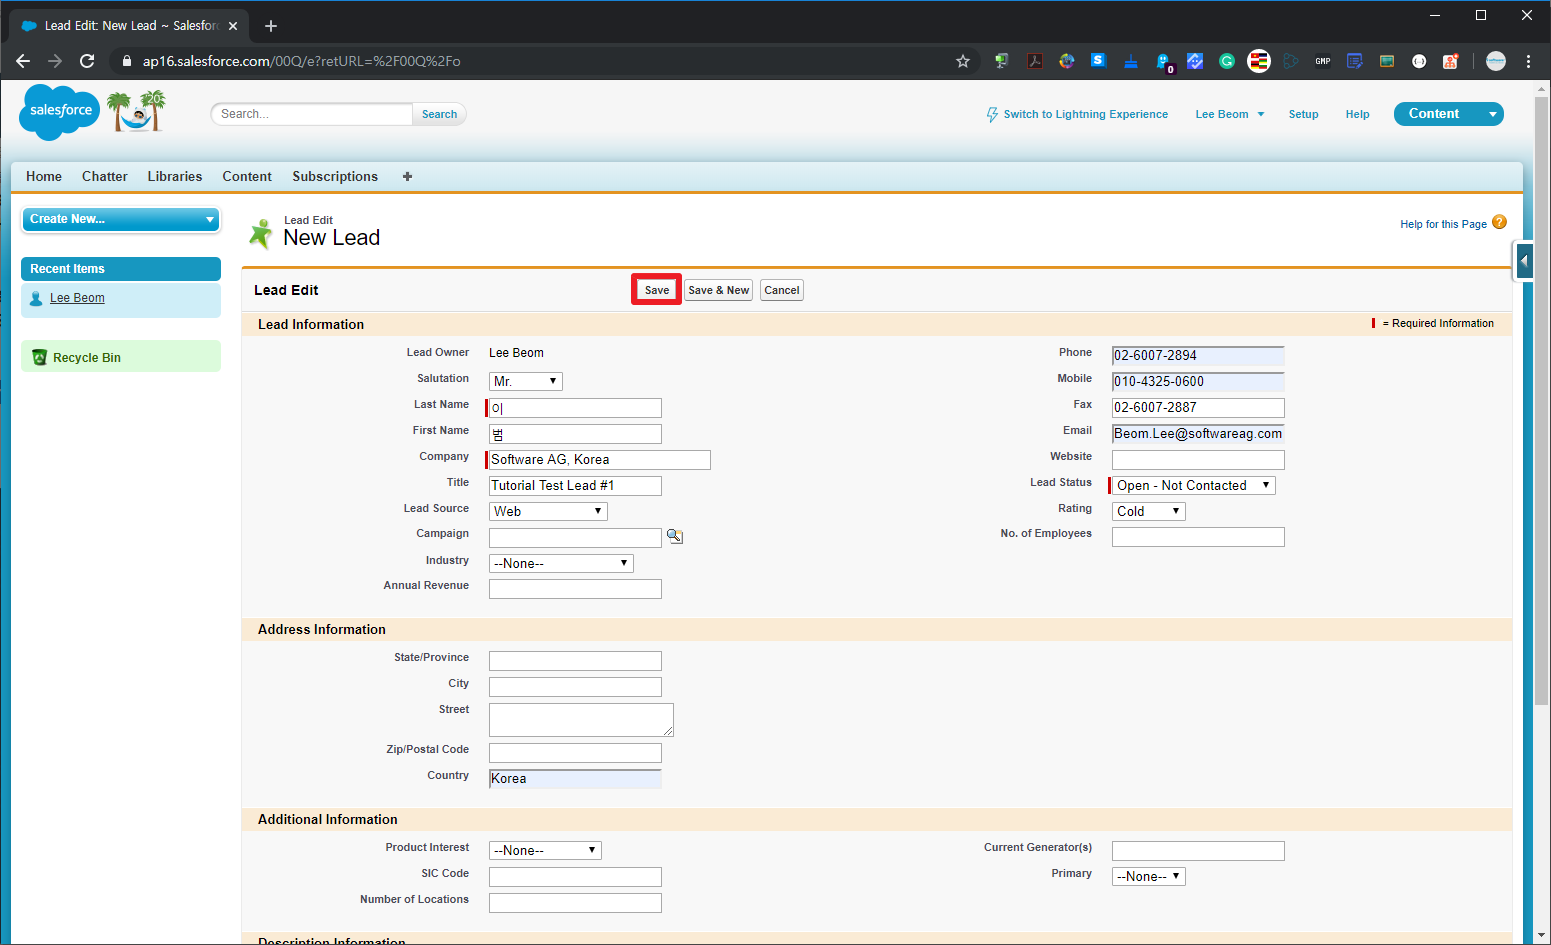 Lead Edit: New Lead ~ Salesforc
ap16.salesforce.com/00Q/e?retURL=%2F00Q%2Fo
0
GMP
salesforce
20
Search...
Search
Switch to Lightning Experience
Lee Beom
Setup
Help
Content
Home
Chatter
Libraries
Content
Subscriptions
Create New...
Recent Items
Lee Beom
Recycle Bin
Lead Edit
New Lead
Help for this Page
?
Lead Edit
Save
Save & New
Cancel
Lead Information
= Required Information
Lead Owner Lee Beom
Salutation Mr.
Last Name 이
First Name 범
Company Software AG, Korea
Title Tutorial Test Lead #1
Lead Source Web
Campaign
Industry --None--
Annual Revenue
Phone 02-6007-2894
Mobile 010-4325-0600
Fax 02-6007-2887
Email Beom.Lee@softwareag.com
Website
Lead Status Open - Not Contacted
Rating Cold
No. of Employees
Address Information
State/Province
City
Street
Zip/Postal Code
Country Korea
Additional Information
Product Interest --None--
SIC Code
Number of Locations
Current Generator(s)
Primary --None--
Description Information